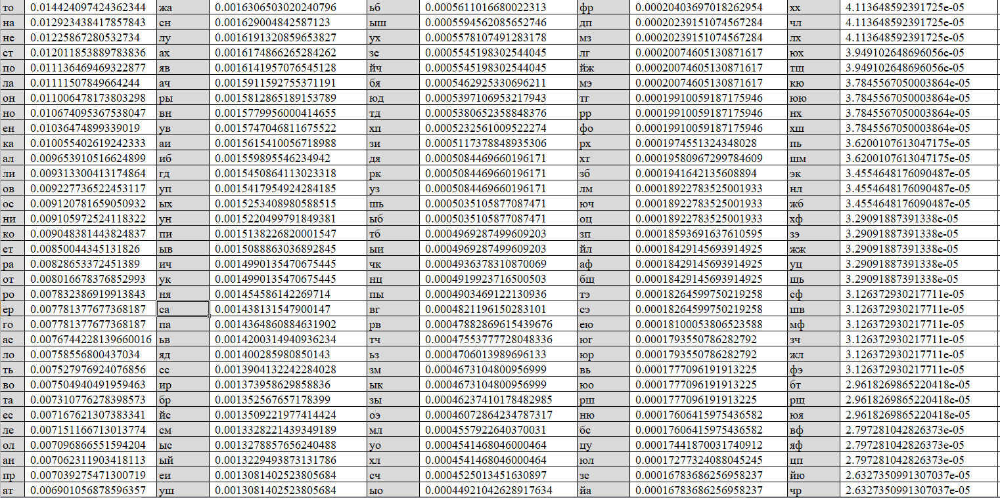 то 0.014424097424362344 жа 0.0016306503020240796 ьб 0.0005611016680022313 фр 0.00020403697018262954 хх 4.113648592391725e-05
на 0.012923438417857843 сн 0.001629004842587123 ыш 0.0005594562085652746 дп 0.00020239151074567284 чл 4.113648592391725e-05
не 0.01225867280532734 лу 0.0016191320859653827 ух 0.0005578107491283178 мз 0.00020239151074567284 лх 4.113648592391725e-05
ст 0.012011853889783836 ах 0.0016174866265284262 зе 0.0005545198302544045 лг 0.00020074605130871617 юх 3.949102648696056e-05
по 0.011136469469322877 яв 0.0016141957076545128 йч 0.0005545198302544045 йж 0.00020074605130871617 тщ 3.949102648696056e-05
ла 0.01111507849664244 ач 0.0015911592755371191 бя 0.0005462925330696211 мэ 0.00020074605130871617 кю 3.7845567050003864e-05
он 0.011006478173803298 ры 0.0015812865189153789 юд 0.0005397106953217943 тг 0.00019910059187175946 юю 3.7845567050003864e-05
но 0.010674095367538047 вн 0.0015779956000414655 тд 0.0005380652358848376 рр 0.00019910059187175946 нх 3.7845567050003864e-05
ен 0.01036474899339019 ув 0.0015747046811675522 хп 0.0005232561009522274 фо 0.00019910059187175946 хш 3.7845567050003864e-05
ка 0.010055402619242333 аи 0.0015615410056718988 зи 0.0005117378848935306 рх 0.0001974551324348028 пь 3.6200107613047175e-05
ал 0.009653910516624899 иб 0.001559895546234942 дя 0.0005084469660196171 хт 0.00019580967299784609 шм 3.6200107613047175e-05
ли 0.009313300413174864 гд 0.0015450864113023318 рк 0.0005084469660196171 зб 0.00019416421356088​94 эк 3.4554648176090487e-05
ов 0.009227736522453117 уп 0.0015417954924284185 уз 0.0005084469660196171 лм 0.00018922783525001933 нл 3.4554648176090487e-05
ос 0.009120781659050932 ых 0.0015253408980588515 шь 0.0005035105877087471 юч 0.00018922783525001933 жб 3.4554648176090487e-05
ни 0.009105972524118322 ун 0.0015220499791849381 ыб 0.0005035105877087471 оц 0.00018922783525001933 хф 3.29091887391338e-05
ко 0.009048381443824837 пи 0.0015138226820001547 тб 0.0004969287499609203 зп 0.00018593691637610595 зэ 3.29091887391338e-05
ет 0.00850044345131826 ыв 0.0015088863036892845 ыи 0.0004969287499609203 йл 0.00018429145693914925 жж 3.29091887391338e-05
ра 0.00828653372451389 ич 0.0014990135470675445 чк 0.0004936378310870069 аф 0.00018429145693914925 уц 3.29091887391338e-05
от 0.008016678376852993 ук 0.0014990135470675445 нц 0.0004919923716500503 бщ 0.00018429145693914925 щь 3.29091887391338e-05
ро 0.007832386919913843 ня 0.001454586142269714 пы 0.0004903469122130936 тэ 0.00018264599750219258 сф 3.126372930217711e-05
ер 0.007781377677368187 са 0.001438131547900147 вг 0.0004821196150283101 сэ 0.00018264599750219258 шв 3.126372930217711e-05
го 0.007781377677368187 па 0.0014364860884631902 рв 0.00047882869615439676 ею 0.00018100053806523588 мф 3.126372930217711e-05
ас 0.0076744228139660016 ьв 0.0014200314940936234 тч 0.00047553777728048336 юг 0.0001793550786282792 зч 3.126372930217711e-05
ло 0.00758556800437034 яд 0.001400285980850143 ьз 0.0004706013989696133 юр 0.0001793550786282792 жл 3.126372930217711e-05
ть 0.007527976924076856 сс 0.0013904132242284028 зм 0.0004673104800956999 вь 0.0001777096191913225 фэ 3.126372930217711e-05
во 0.007504940491959463 ир 0.001373958629858836 ык 0.0004673104800956999 юо 0.0001777096191913225 бт 2.9618269865220418e-05
та 0.007310776278398573 бр 0.001352567657178399 зы 0.00046237410178482985 рш 0.0001777096191913225 рщ 2.9618269865220418e-05
ес 0.007167621307383341 йс 0.0013509221977414424 оэ 0.00046072864234787317 ню 0.00017606415975436582 юя 2.9618269865220418e-05
ле 0.007151166713013774 см 0.0013328221439349189 мл 0.0004557922640370031 бс 0.00017606415975436582 вф 2.797281042826373e-05
ол 0.007096866551594204 ыс 0.0013278857656240488 уо 0.0004541468046000464 цу 0.00017441870031740912 яф 2.797281042826373e-05
ан 0.007062311903418113 ый 0.0013229493873131786 хл 0.0004541468046000464 юл 0.00017277324088045245 цп 2.797281042826373e-05
пр 0.007039275471300719 еи 0.0013081402523805684 сч 0.0004525013451630897 зс 0.00016783686256958237 йю 2.6327350991307037e-05
ат 0.006901056878596357 уш 0.0013081402523805684 ыо 0.00044921042628917634 йа 0.00016783686256958237 чр 2.6327350991307037e-05